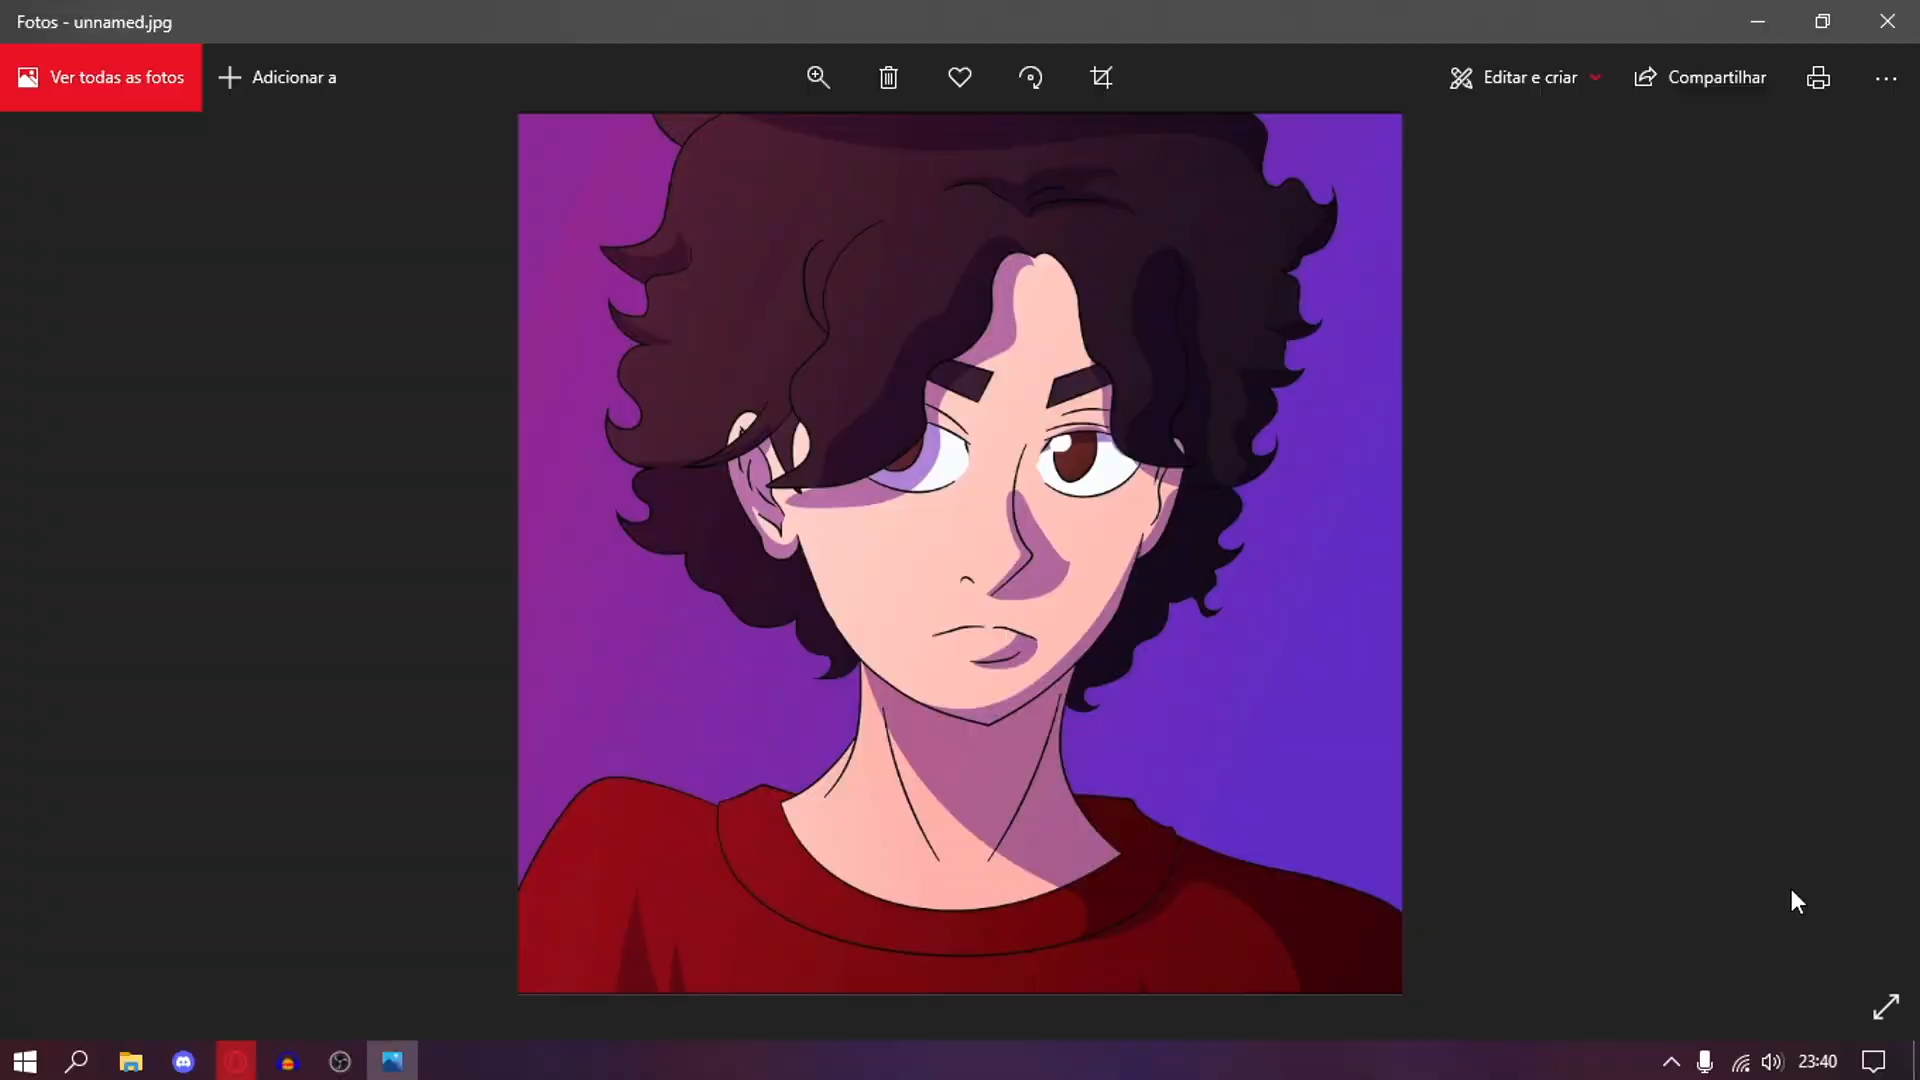 Fotos - unnamed.jpg
Ver todas as fotos
Adicionar a
Editar e criar
Compartilhar
23:40